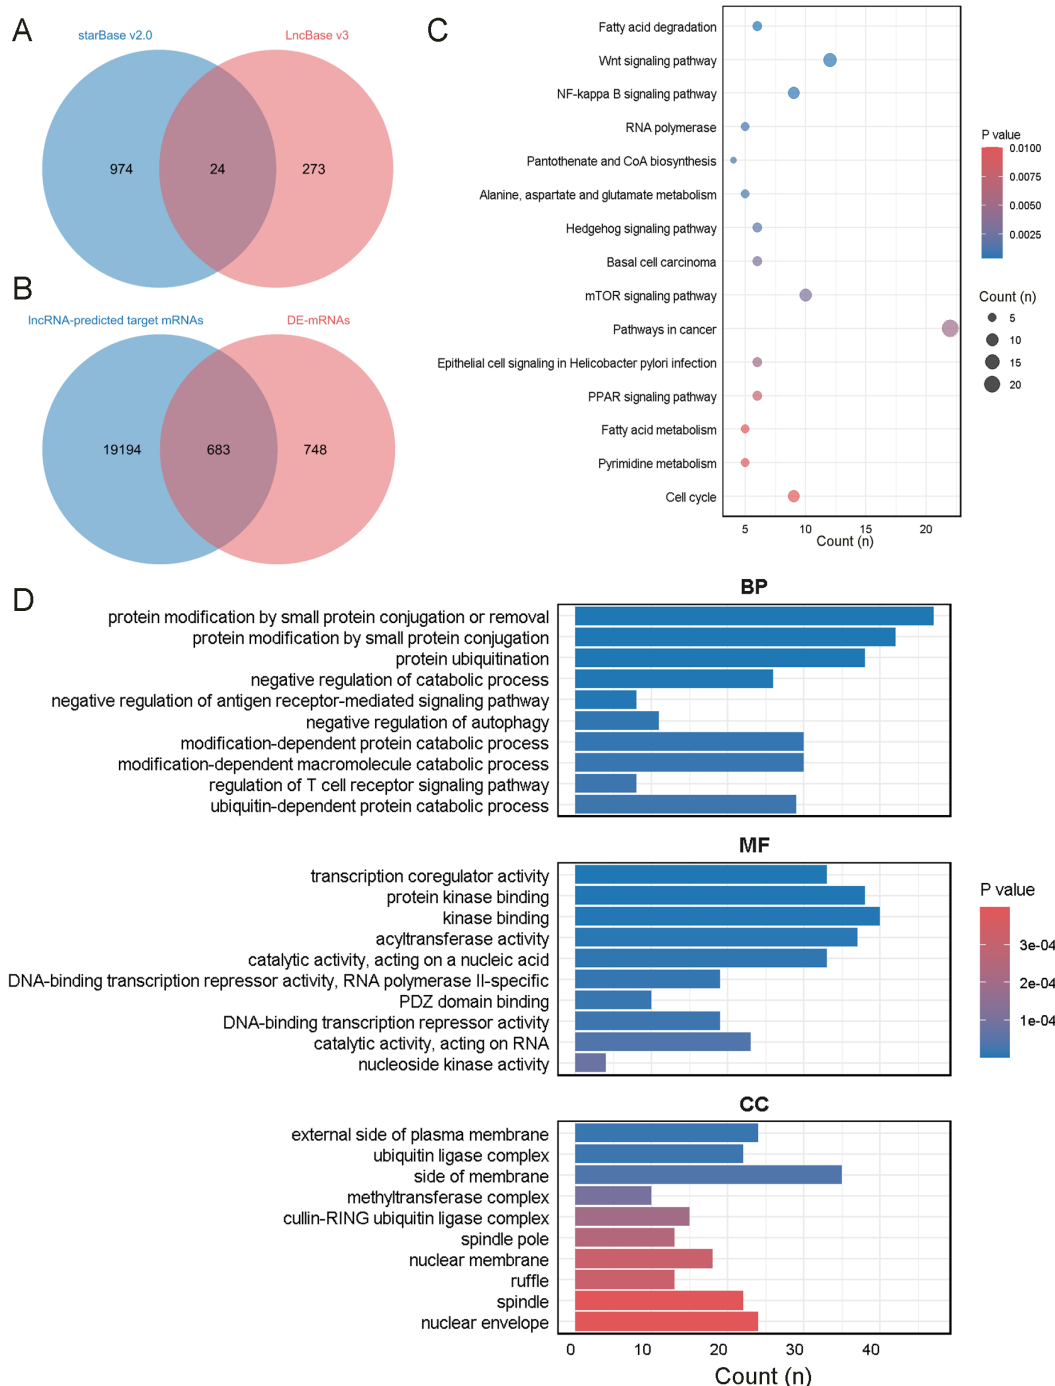 A
starBase v2.0
LncBase v3
974
24
273
B
lncRNA-predicted target mRNAs
DE-mRNAs
19194
683
748
C
Fatty acid degradation
Wnt signaling pathway
NF-kappa B signaling pathway
RNA polymerase
Pantothenate and CoA biosynthesis
Alanine, aspartate and glutamate metabolism
Hedgehog signaling pathway
Basal cell carcinoma
mTOR signaling pathway
Pathways in cancer
Epithelial cell signaling in Helicobacter pylori infection
PPAR signaling pathway
Fatty acid metabolism
Pyrimidine metabolism
Cell cycle
5 10 15 20
Count (n)
P value
0.0100
0.0075
0.0050
0.0025
Count (n)
5
10
15
20
D
BP
protein modification by small protein conjugation or removal
protein modification by small protein conjugation
protein ubiquitination
negative regulation of catabolic process
negative regulation of antigen receptor-mediated signaling pathway
negative regulation of autophagy
modification-dependent protein catabolic process
modification-dependent macromolecule catabolic process
regulation of T cell receptor signaling pathway
ubiquitin-dependent protein catabolic process
MF
transcription coregulator activity
protein kinase binding
kinase binding
acyltransferase activity
catalytic activity, acting on a nucleic acid
DNA-binding transcription repressor activity, RNA polymerase II-specific
PDZ domain binding
DNA-binding transcription repressor activity
catalytic activity, acting on RNA
nucleoside kinase activity
P value
3e-04
2e-04
1e-04
CC
external side of plasma membrane
ubiquitin ligase complex
side of membrane
methyltransferase complex
cullin-RING ubiquitin ligase complex
spindle pole
nuclear membrane
ruffle
spindle
nuclear envelope
0 10 20 30 40
Count (n)